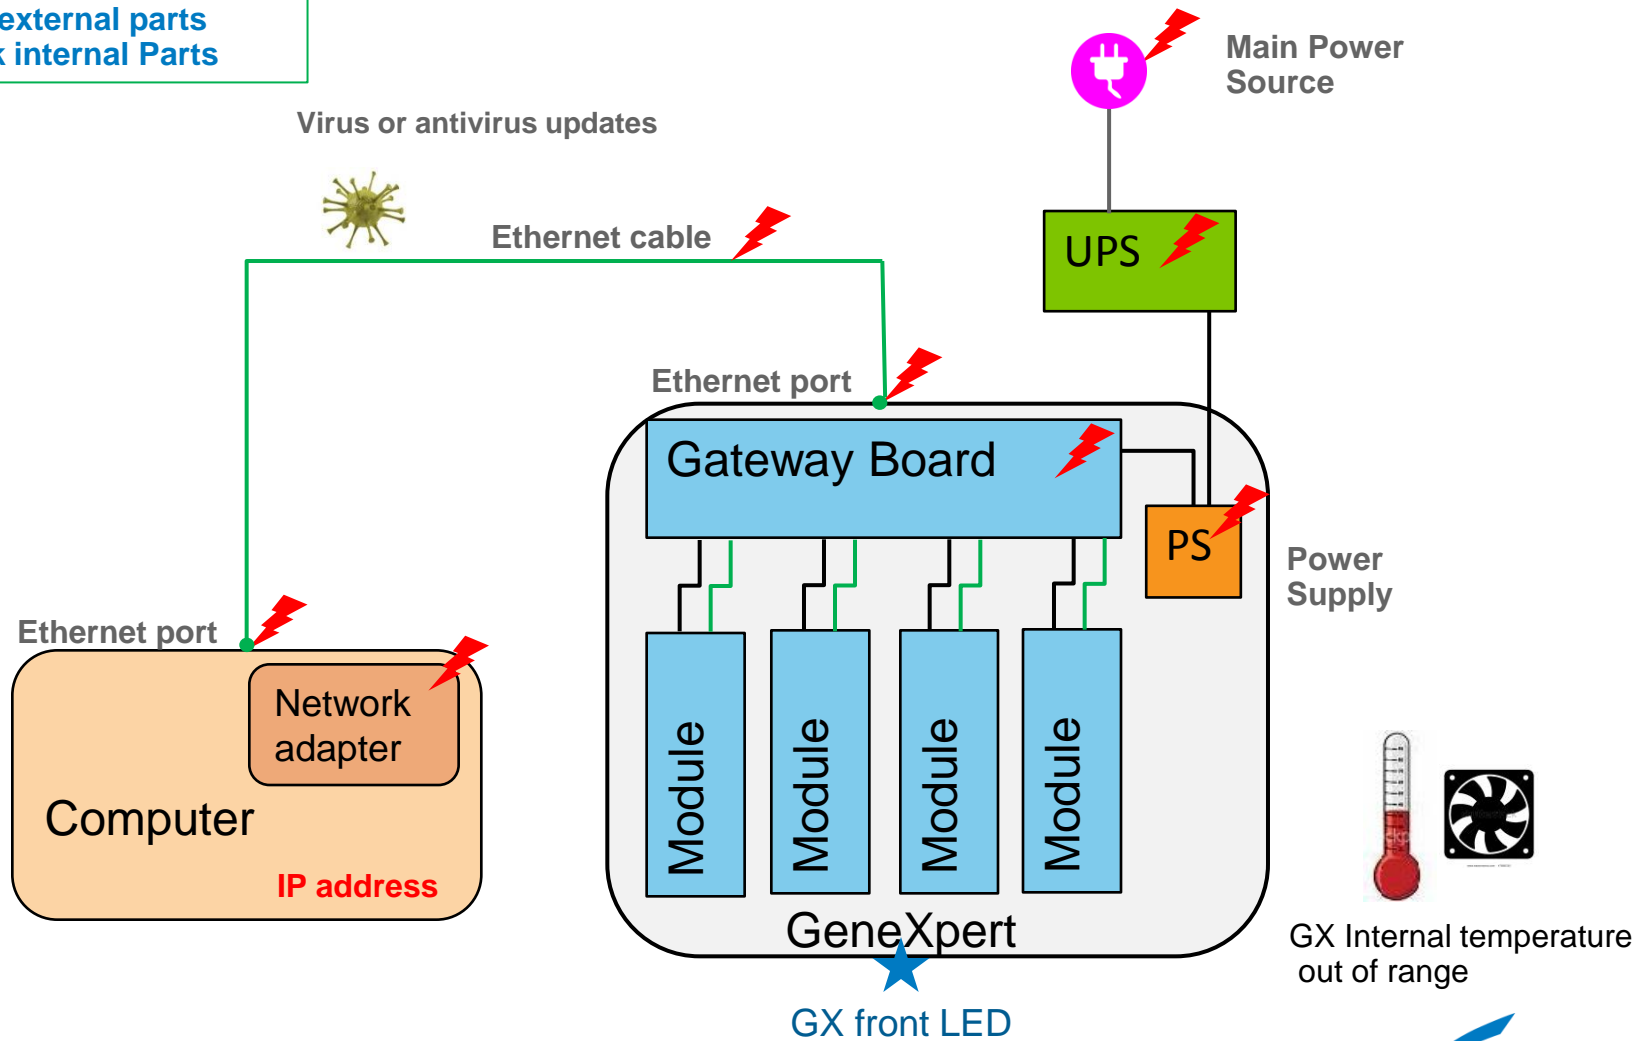 external parts
internal Parts
Main Power
Source
Virus or antivirus updates
Ethernet cable
UPS
Ethernet port
Gateway Board
PS
Power
Supply
Ethernet port
Network
adapter
Computer
IP address
Module
Module
Module
Module
GeneXpert
GX Internal temperature
out of range
GX front LED